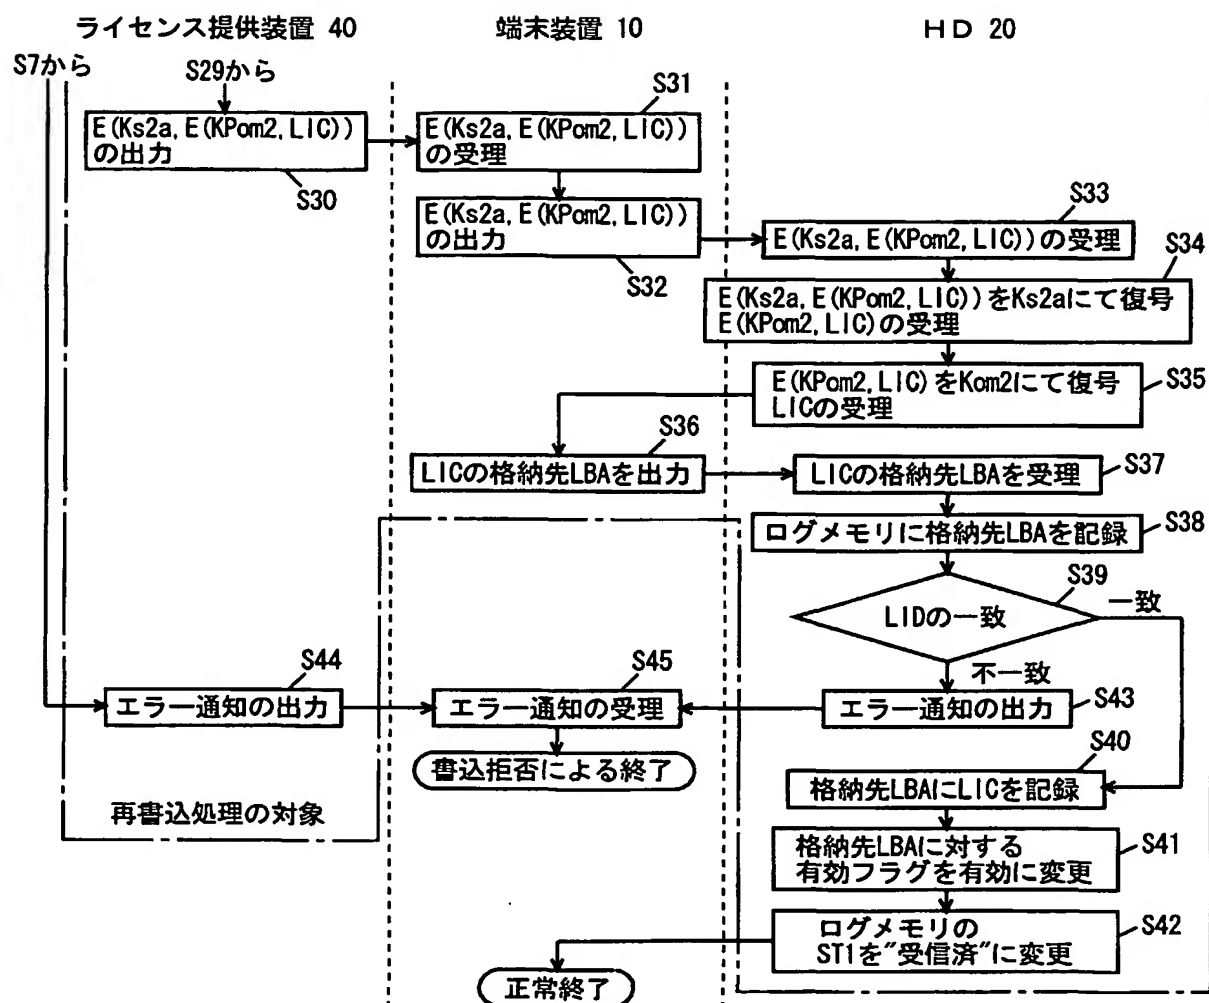 ライセンス提供装置 40
端末装置 10
ＨＤ 20
S7から
S29から
E(Ks2a, E(KPom2, LIC))
の出力
S30
S31
E(Ks2a, E(KPom2, LIC))
の受理
E(Ks2a, E(KPom2, LIC))
の出力
S32
S33
E(Ks2a, E(KPom2, LIC))の受理
S34
E(Ks2a, E(KPom2, LIC))をKs2aにて復号
E(KPom2, LIC)の受理
E(KPom2, LIC)をKom2にて復号
LICの受理
S35
S36
LICの格納先LBAを出力
LICの格納先LBAを受理
S37
ログメモリに格納先LBAを記録
S38
S39
LIDの一致
一致
不一致
S44
エラー通知の出力
S45
エラー通知の受理
エラー通知の出力
S43
書込拒否による終了
S40
格納先LBAにLICを記録
再書込処理の対象
格納先LBAに対する
有効フラグを有効に変更
S41
ログメモリの
ST1を"受信済"に変更
S42
正常終了